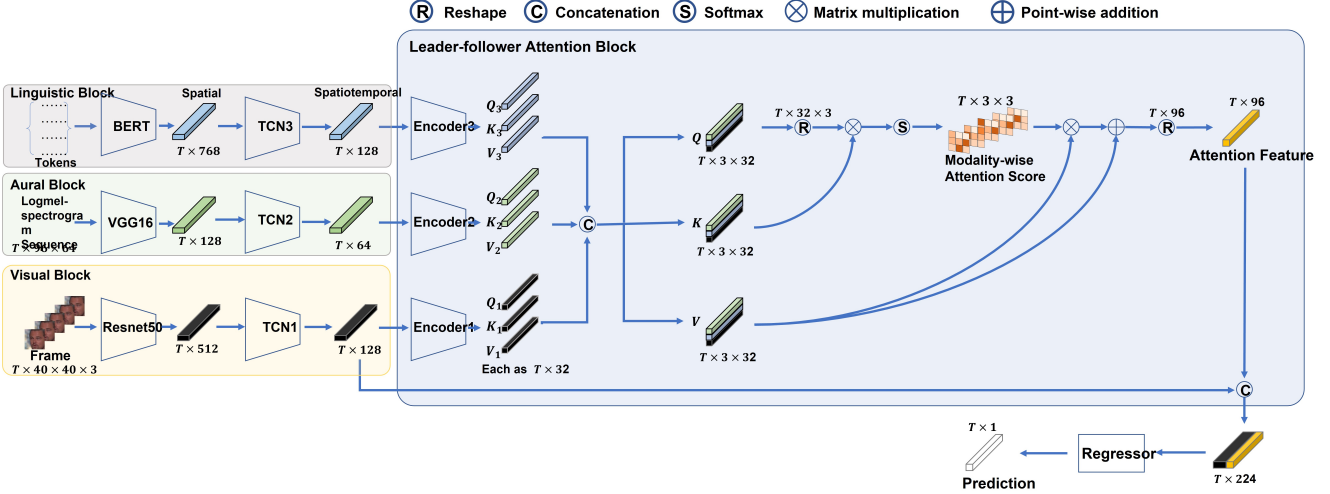 R Reshape C Concatenation S Softmax Matrix multiplication Point-wise addition
Leader-follower Attention Block
Linguistic Block
......
......
......
Tokens
BERT
Spatial
T × 768
TCN3
Spatiotemporal
T × 128
Encoder3
Q3
K3
V3
Aural Block
Logmel-
spectrogra
m
Sequence
T × 96 × 64
VGG16
T × 128
TCN2
T × 64
Encoder2
Q2
K2
V2
Visual Block
Frame
T × 40 × 40 × 3
Resnet50
T × 512
TCN1
T × 128
Encoder1
Q1
K1
V1
Each as T × 32
C
Q
T × 3 × 32
K
T × 3 × 32
V
T × 3 × 32
T × 32 × 3
R
S
T × 3 × 3
Modality-wise
Attention Score
T × 96
R
T × 96
Attention Feature
C
T × 224
Regressor
T × 1
Prediction